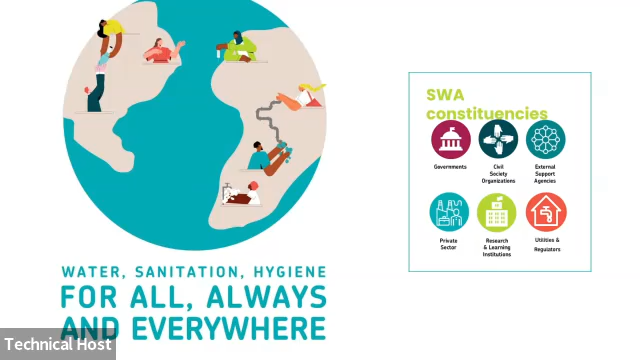 WATER, SANITATION, HYGIENE
FOR ALL, ALWAYS
AND EVERYWHERE
SWA
constituencies
Governments
Civil
Society
Organizations
External
Support
Agencies
Private
Sector
Research
& Learning
Institutions
Utilities &
Regulators
Technical Host